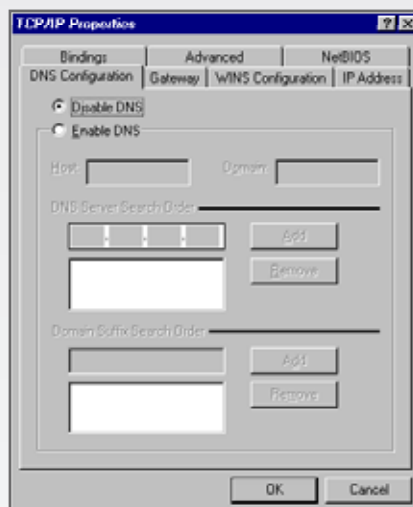 TCP/IP Properties
Bindings Advanced NetBIOS
DNS Configuration Gateway WINS Configuration IP Address
Disable DNS
Enable DNS
Host: Domain:
DNS Server Search Order
Add
Remove
Domain Suffix Search Order
Add
Remove
OK Cancel